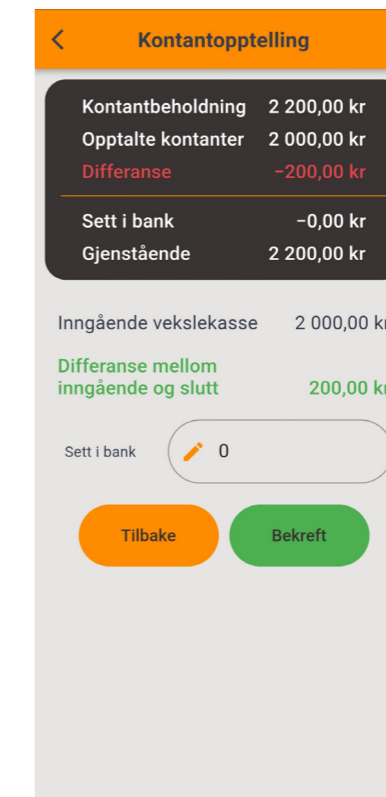 Kontantopptelling
Kontantbeholdning 2 200,00 kr
Opptalte kontanter 2 000,00 kr
Differanse −200,00 kr
Sett i bank −0,00 kr
Gjenstående 2 200,00 kr
Inngående vekslekasse 2 000,00 kr
Differanse mellom
inngående og slutt 200,00 kr
Sett i bank 0
Tilbake Bekreft